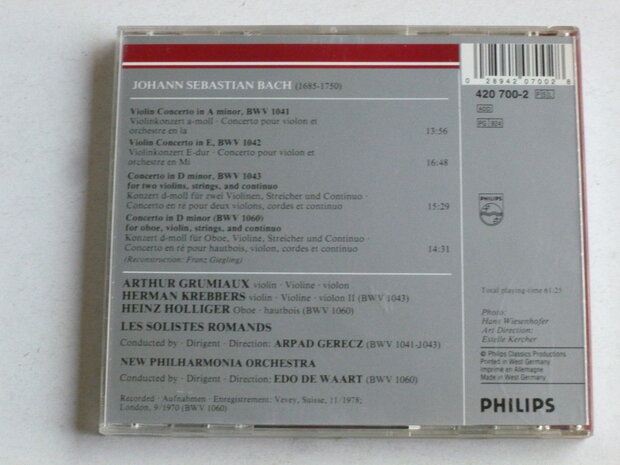 JOHANN SEBASTIAN BACH (1685-1750)
Violin Concerto in A minor, BWV 1041
Violinkonzert a-moll · Concerto pour violon et
orchestre en la 13:56
Violin Concerto in E, BWV 1042
Violinkonzert E-dur · Concerto pour violon et
orchestre en Mi 16:48
Concerto in D minor, BWV 1043
for two violins, strings, and continuo
Konzert d-moll für zwei Violinen, Streicher und Continuo ·
Concerto en ré pour deux violons, cordes et continuo 15:29
Concerto in D minor (BWV 1060)
for oboe, violin, strings, and continuo
Konzert d-moll für Oboe, Violine, Streicher und Continuo ·
Concerto en ré pour hautbois, violon, cordes et continuo 14:31
(Reconstruction: Franz Giegling)
ARTHUR GRUMIAUX violin · Violine · violon
HERMAN KREBBERS violin · Violine · violon II (BWV 1043)
HEINZ HOLLIGER Oboe · hautbois (BWV 1060)
LES SOLISTES ROMANDS
Conducted by · Dirigent · Direction: ARPAD GERECZ (BWV 1041-1043)
NEW PHILHARMONIA ORCHESTRA
Conducted by · Dirigent · Direction: EDO DE WAART (BWV 1060)
Recorded · Aufnahmen · Enregistrement: Vevey, Suisse, 11/1978;
London, 9/1970 (BWV 1060)
0 28942 07002 8
420 700-2
ADD
PG 924
PHILIPS
Total playing-time 61:25
Photo:
Hans Wiesenhofer
Art Direction:
Estelle Kercher
© Philips Classics Productions
Printed in West Germany
Imprimé en Allemagne
Made in West Germany
PHILIPS